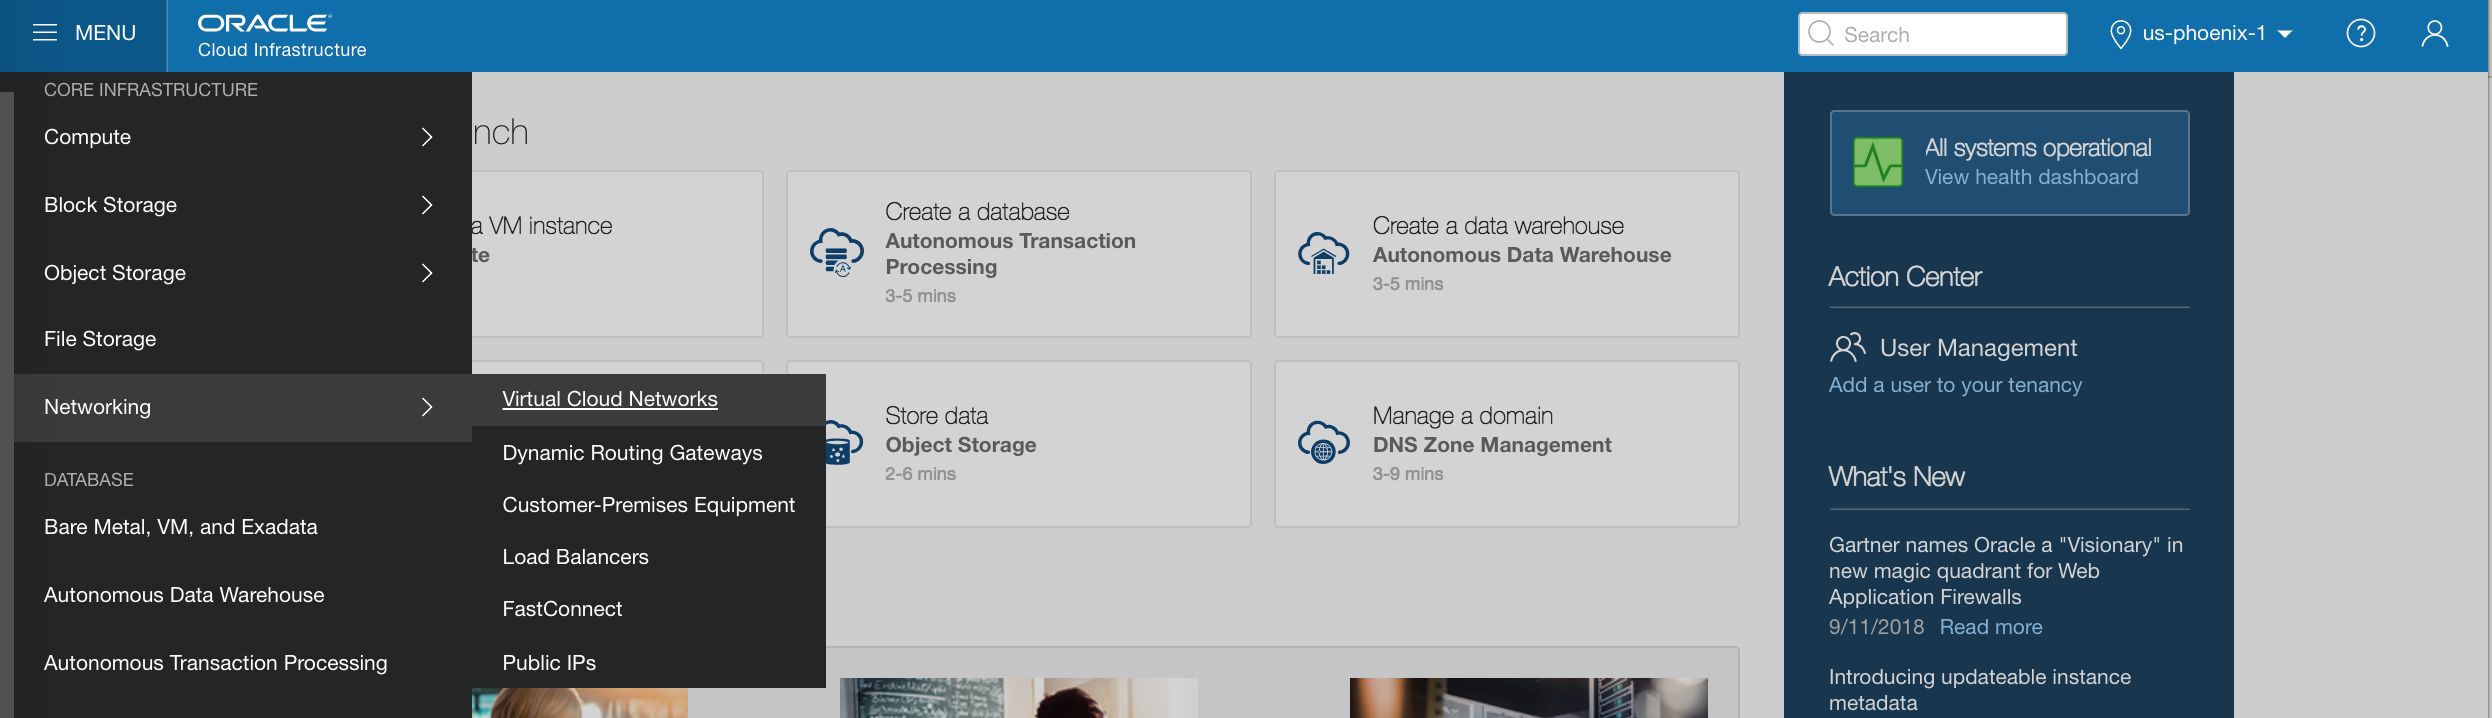 MENU
ORACLE
Cloud Infrastructure
Search
us-phoenix-1
CORE INFRASTRUCTURE
Compute
Block Storage
Object Storage
File Storage
Networking
DATABASE
Bare Metal, VM, and Exadata
Autonomous Data Warehouse
Autonomous Transaction Processing
Virtual Cloud Networks
Dynamic Routing Gateways
Customer-Premises Equipment
Load Balancers
FastConnect
Public IPs
nch
a VM instance
te
Create a database
Autonomous Transaction
Processing
3-5 mins
Create a data warehouse
Autonomous Data Warehouse
3-5 mins
Store data
Object Storage
2-6 mins
Manage a domain
DNS Zone Management
3-9 mins
All systems operational
View health dashboard
Action Center
User Management
Add a user to your tenancy
What's New
Gartner names Oracle a "Visionary" in
new magic quadrant for Web
Application Firewalls
9/11/2018 Read more
Introducing updateable instance
metadata